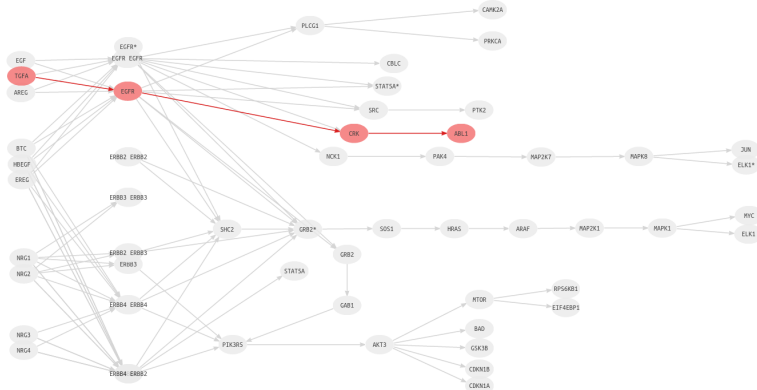 CAMK2A
PLCG1
PRKCA
EGFR*
EGFR EGFR
EGF
CBLC
TGFA
STAT5A*
AREG
EGFR
SRC
PTK2
CRK
ABL1
BTC
NCK1
PAK4
MAP2K7
MAPK8
JUN
ELK1*
HBEGF
EREG
ERBB2 ERBB2
ERBB3 ERBB3
SHC2
GRB2*
SOS1
HRAS
ARAF
MAP2K1
MAPK1
MYC
ELK1
NRG1
NRG2
ERBB2 ERBB3
ERBB3
GRB2
STAT5A
ERBB4 ERBB4
GAB1
MTOR
RPS6KB1
EIF4EBP1
NRG3
NRG4
PIK3R5
AKT3
BAD
GSK3B
CDKN1B
CDKN1A
ERBB4 ERBB2